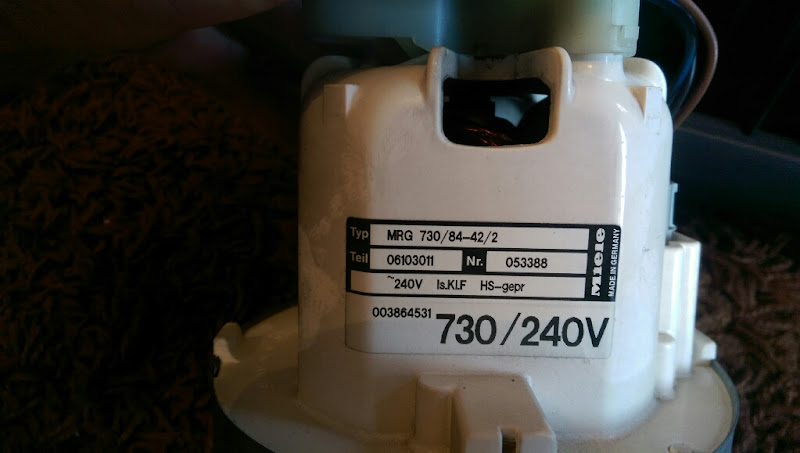 Typ MRG 730/84-42/2
Teil 06103011 Nr. 053388
~240V Is.Kl.F HS-gepr
Miele
MADE IN GERMANY
003864531 730/240V